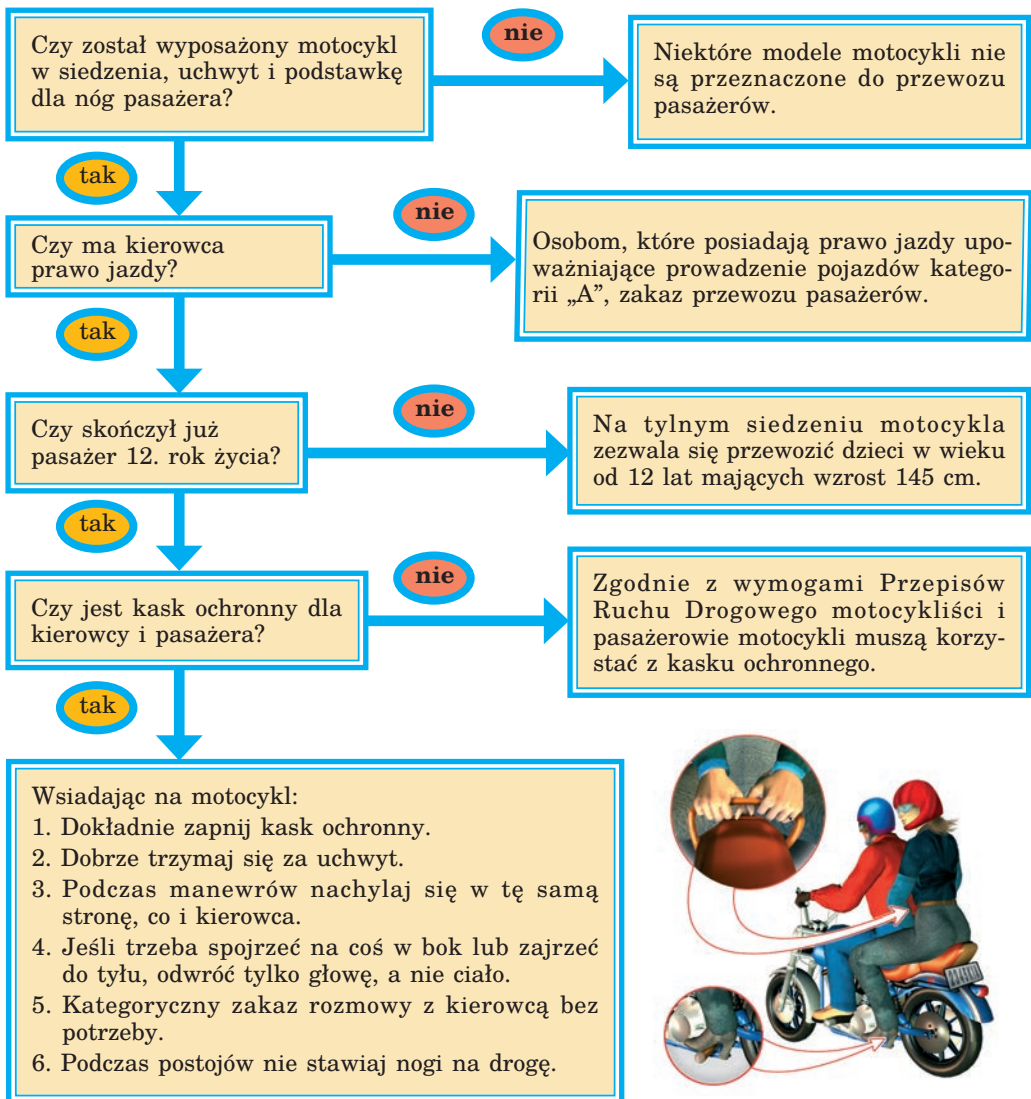 Czy został wyposażony motocykl
w siedzenia, uchwyt i podstawkę
dla nóg pasażera?
nie
Niektóre modele motocykli nie
są przeznaczone do przewozu
pasażerów.
tak
Czy ma kierowca
prawo jazdy?
nie
Osobom, które posiadają prawo jazdy upo-
ważniające prowadzenie pojazdów katego-
rii „A”, zakaz przewozu pasażerów.
tak
Czy skończył już
pasażer 12. rok życia?
nie
Na tylnym siedzeniu motocykla
zezwala się przewozić dzieci w wieku
od 12 lat mających wzrost 145 cm.
tak
Czy jest kask ochronny dla
kierowcy i pasażera?
nie
Zgodnie z wymogami Przepisów
Ruchu Drogowego motocykliści i
pasażerowie motocykli muszą korzy-
stać z kasku ochronnego.
tak
Wsiadając na motocykl:
1. Dokładnie zapnij kask ochronny.
2. Dobrze trzymaj się za uchwyt.
3. Podczas manewrów nachylaj się w tę samą
stronę, co i kierowca.
4. Jeśli trzeba spojrzeć na coś w bok lub zajrzeć
do tyłu, odwróć tylko głowę, a nie ciało.
5. Kategoryczny zakaz rozmowy z kierowcą bez
potrzeby.
6. Podczas postojów nie stawiaj nogi na drogę.